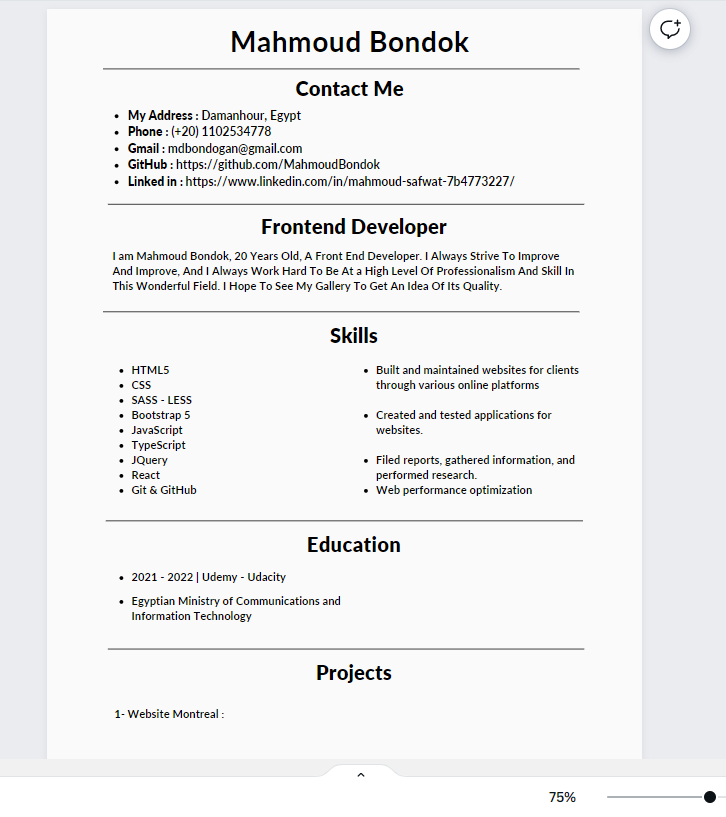 Mahmoud Bondok
Contact Me
• My Address : Damanhour, Egypt
• Phone : (+20) 1102534778
• Gmail : mdbondogan@gmail.com
• GitHub : https://github.com/MahmoudBondok
• Linked in : https://www.linkedin.com/in/mahmoud-safwat-7b4773227/
Frontend Developer
I am Mahmoud Bondok, 20 Years Old, A Front End Developer. I Always Strive To Improve
And Improve, And I Always Work Hard To Be At a High Level Of Professionalism And Skill In
This Wonderful Field. I Hope To See My Gallery To Get An Idea Of Its Quality.
Skills
• HTML5
• CSS
• SASS - LESS
• Bootstrap 5
• JavaScript
• TypeScript
• JQuery
• React
• Git & GitHub
• Built and maintained websites for clients
through various online platforms
• Created and tested applications for
websites.
• Filed reports, gathered information, and
performed research.
• Web performance optimization
Education
• 2021 - 2022 | Udemy - Udacity
• Egyptian Ministry of Communications and
Information Technology
Projects
1- Website Montreal :
75%